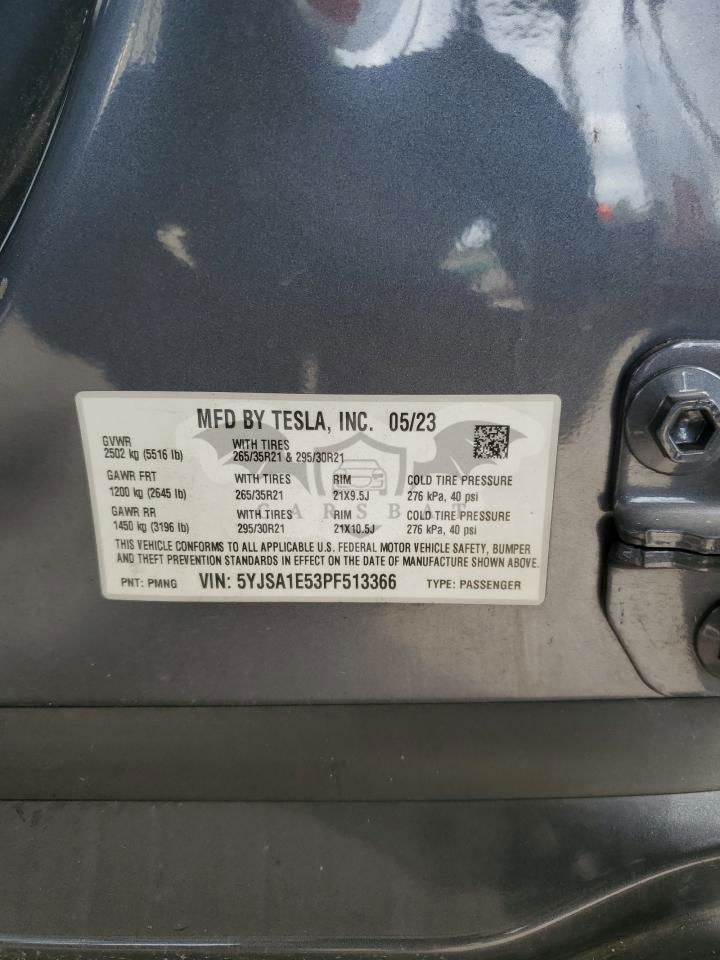 MFD BY TESLA, INC. 05/23
GVWR
2502 kg (5516 lb)
WITH TIRES
265/35R21 & 295/30R21
GAWR FRT
1200 kg (2645 lb)
WITH TIRES
265/35R21
RIM
21X9.5J
COLD TIRE PRESSURE
276 kPa, 40 psi
GAWR RR
1450 kg (3196 lb)
WITH TIRES
295/30R21
RIM
21X10.5J
COLD TIRE PRESSURE
276 kPa, 40 psi
CARSBAT
THIS VEHICLE CONFORMS TO ALL APPLICABLE U.S. FEDERAL MOTOR VEHICLE SAFETY, BUMPER
AND THEFT PREVENTION STANDARDS IN EFFECT ON THE DATE OF MANUFACTURE SHOWN ABOVE.
PNT: PMNG VIN: 5YJSA1E53PF513366 TYPE: PASSENGER